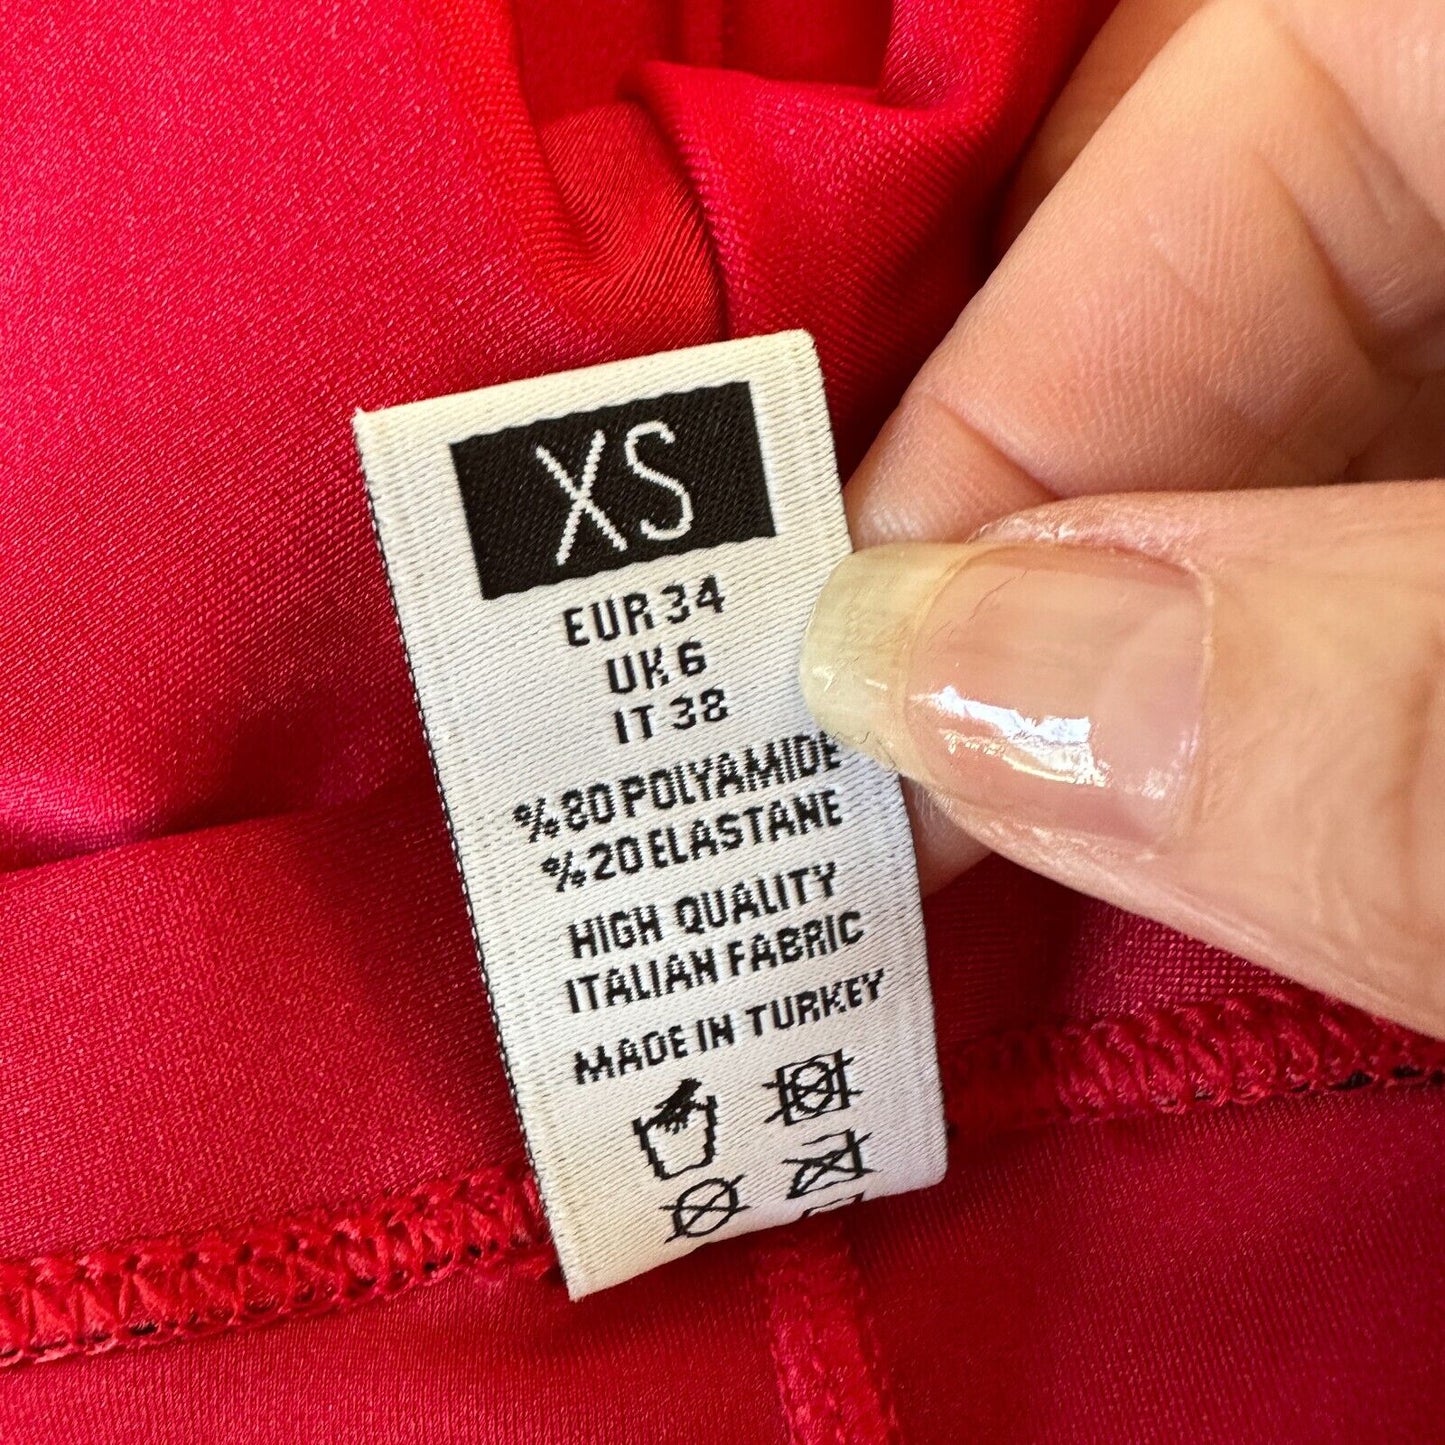 XS
EUR 34
UK 6
IT 38
%80 POLYAMIDE
%20 ELASTANE
HIGH QUALITY
ITALIAN FABRIC
MADE IN TURKEY